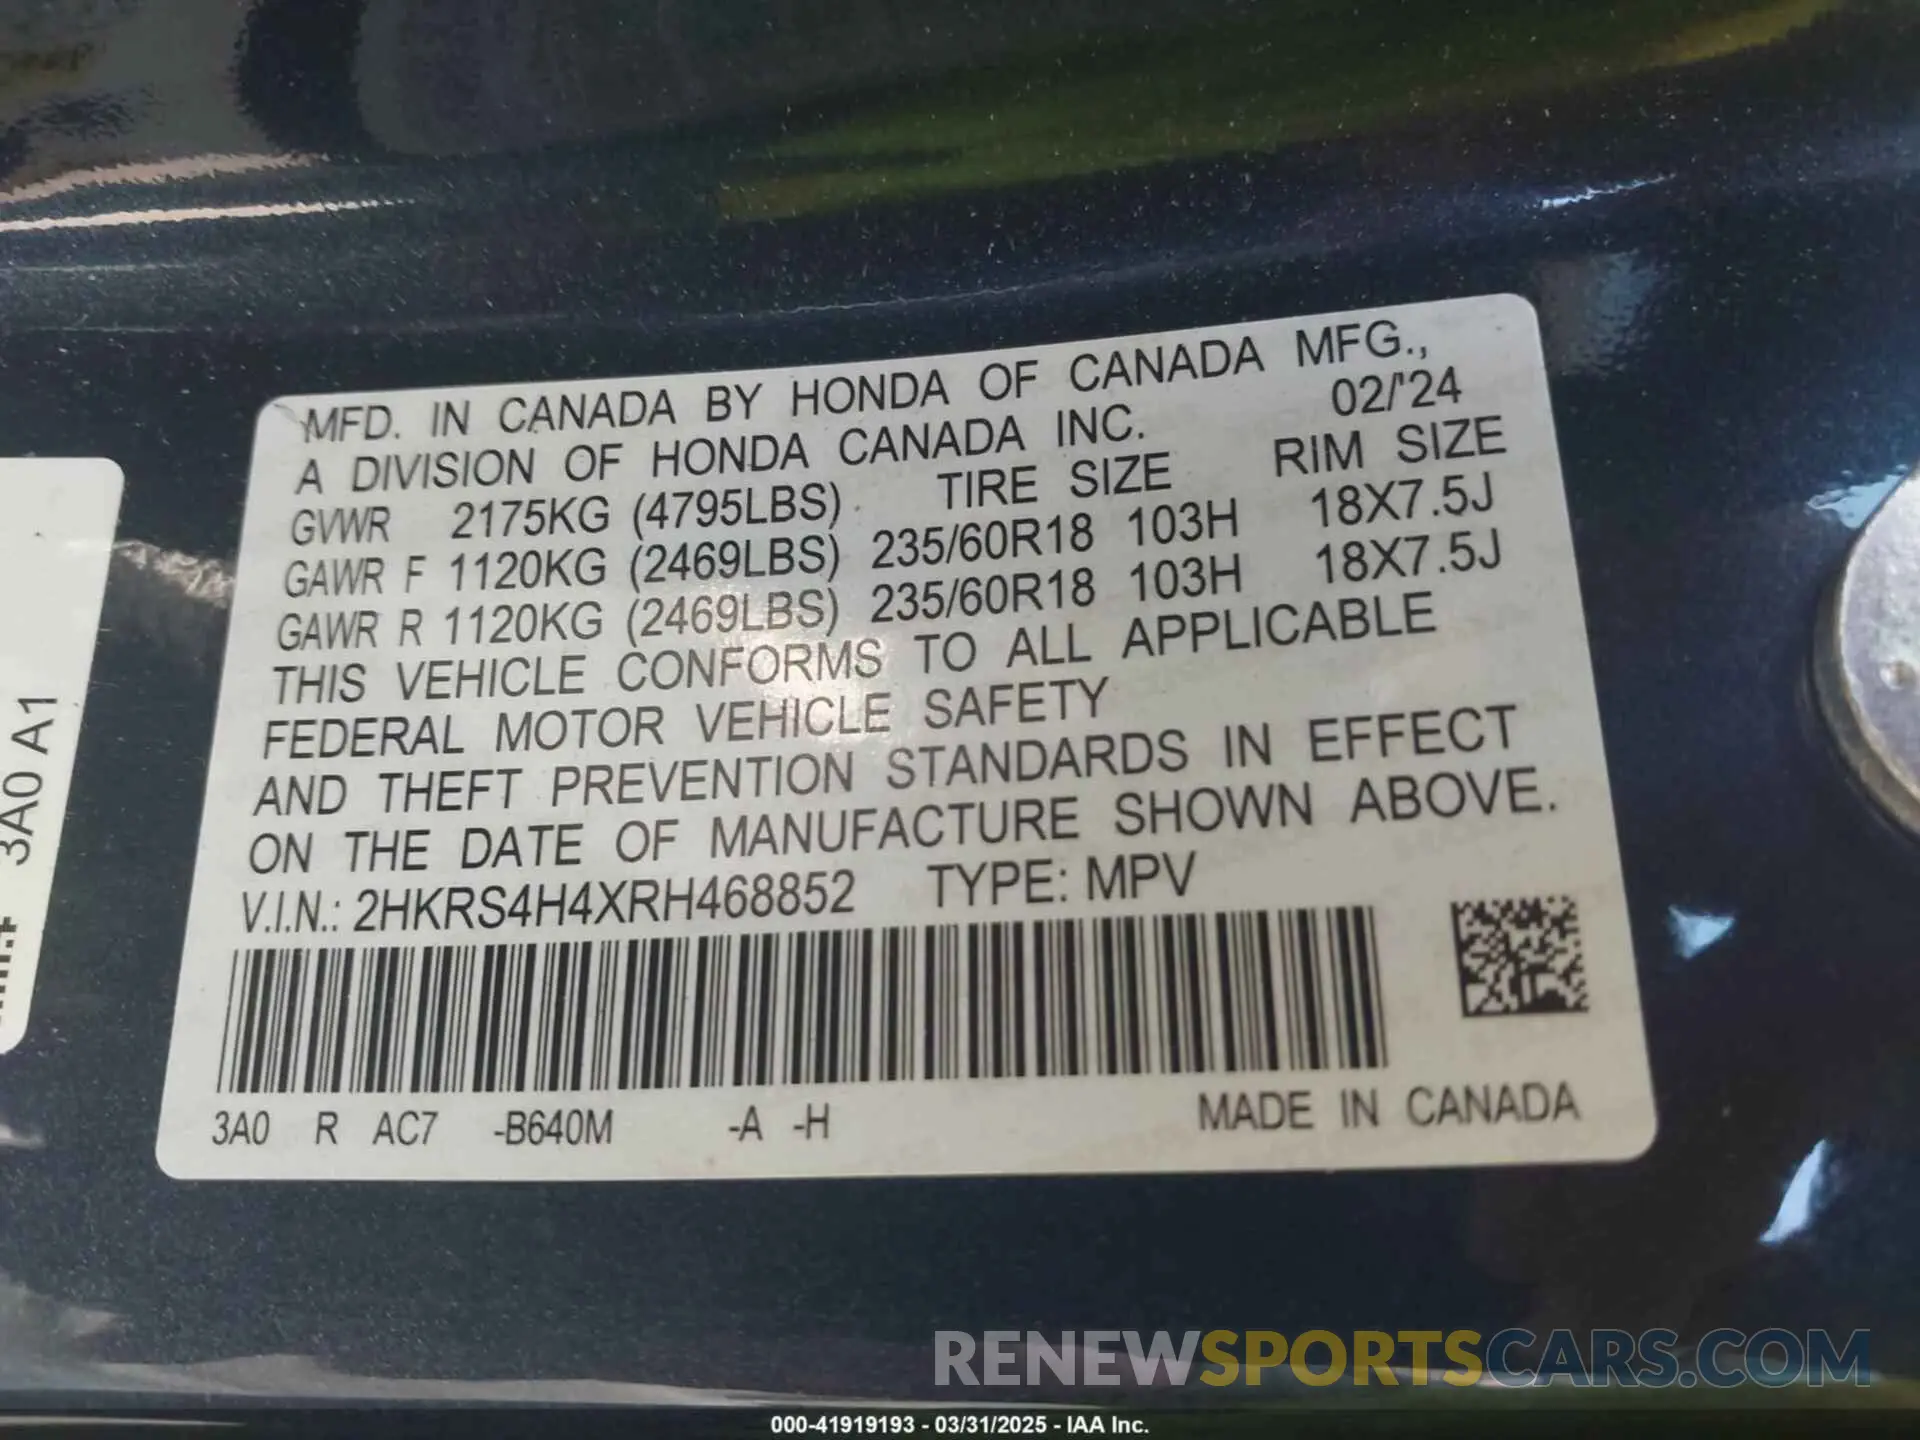 MFD. IN CANADA BY HONDA OF CANADA MFG.,
A DIVISION OF HONDA CANADA INC. 02/'24
GVWR 2175KG (4795LBS) TIRE SIZE RIM SIZE
GAWR F 1120KG (2469LBS) 235/60R18 103H 18X7.5J
GAWR R 1120KG (2469LBS) 235/60R18 103H 18X7.5J
THIS VEHICLE CONFORMS TO ALL APPLICABLE
FEDERAL MOTOR VEHICLE SAFETY
AND THEFT PREVENTION STANDARDS IN EFFECT
ON THE DATE OF MANUFACTURE SHOWN ABOVE.
V.I.N.: 2HKRS4H4XRH468852 TYPE: MPV
3A0 R AC7 -B640M -A -H MADE IN CANADA
3A0 A1
RENEWSPORTSCARS.COM
000-41919193 - 03/31/2025 - IAA Inc.